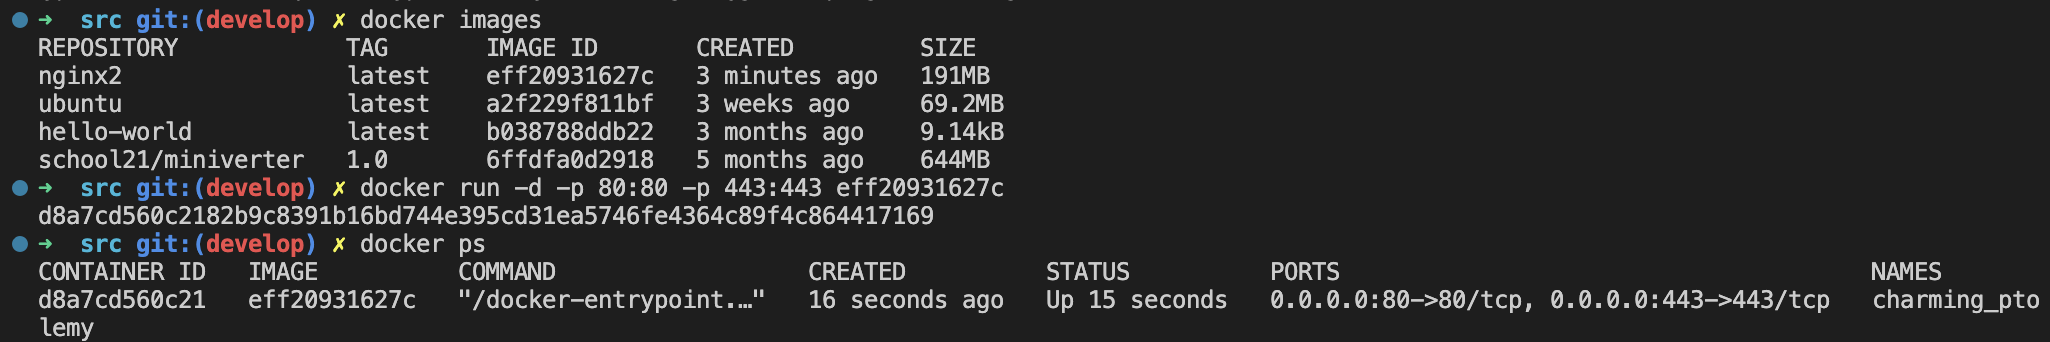 ➜  src git:(develop) ✗ docker images
REPOSITORY            TAG       IMAGE ID       CREATED         SIZE
nginx2                latest    eff20931627c   3 minutes ago   191MB
ubuntu                latest    a2f229f811bf   3 weeks ago     69.2MB
hello-world           latest    b038788ddb22   3 months ago    9.14kB
school21/miniverter   1.0       6ffdfa0d2918   5 months ago    644MB
➜  src git:(develop) ✗ docker run -d -p 80:80 -p 443:443 eff20931627c
d8a7cd560c2182b9c8391b16bd744e395cd31ea5746fe4364c89f4c864417169
➜  src git:(develop) ✗ docker ps
CONTAINER ID   IMAGE          COMMAND                  CREATED          STATUS          PORTS                                      NAMES
d8a7cd560c21   eff20931627c   "/docker-entrypoint.…"   16 seconds ago   Up 15 seconds   0.0.0.0:80->80/tcp, 0.0.0.0:443->443/tcp   charming_pto
lemy